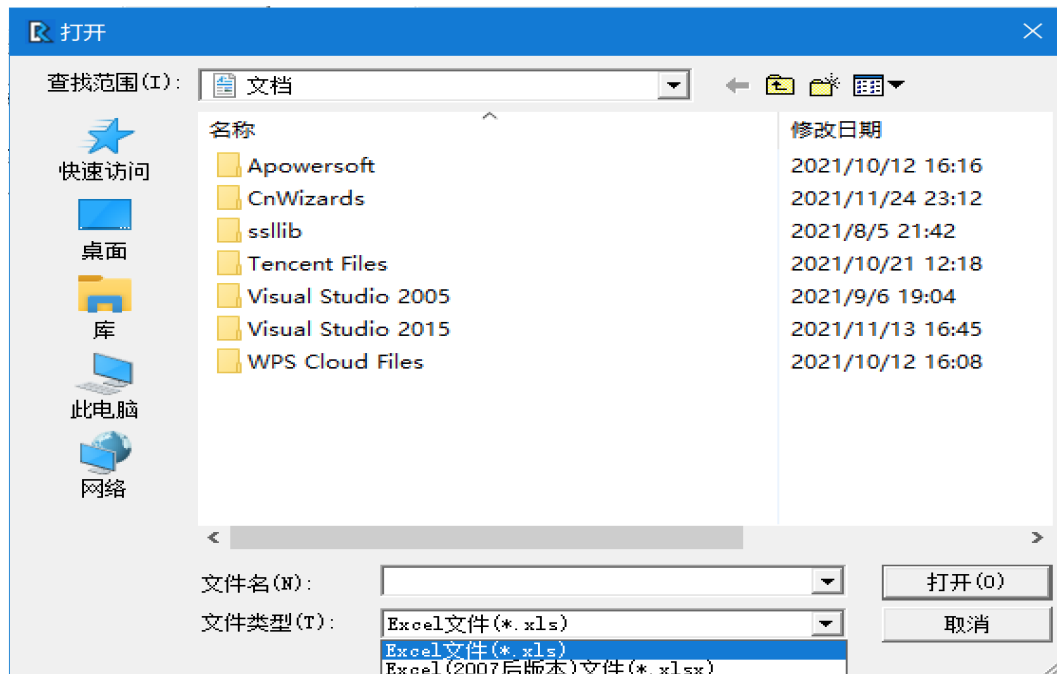 打开
查找范围(I):
文档
名称
修改日期
Apowersoft
2021/10/12 16:16
CnWizards
2021/11/24 23:12
ssllib
2021/8/5 21:42
Tencent Files
2021/10/21 12:18
Visual Studio 2005
2021/9/6 19:04
Visual Studio 2015
2021/11/13 16:45
WPS Cloud Files
2021/10/12 16:08
快速访问
桌面
库
此电脑
网络
文件名(N):
打开(O)
文件类型(T):
Excel文件(*.xls)
取消
Excel文件(*.xls)
Excel(2007后版本)文件(*.xlsx)